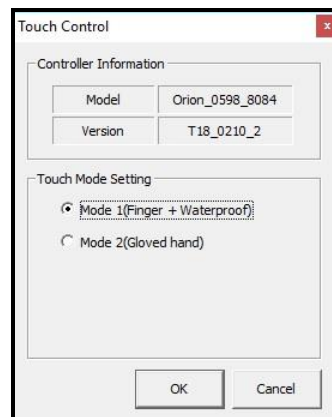 Touch Control
x
Controller Information
Model Orion_0598_8084
Version T18_0210_2
Touch Mode Setting
Mode 1(Finger + Waterproof)
Mode 2(Gloved hand)
OK Cancel